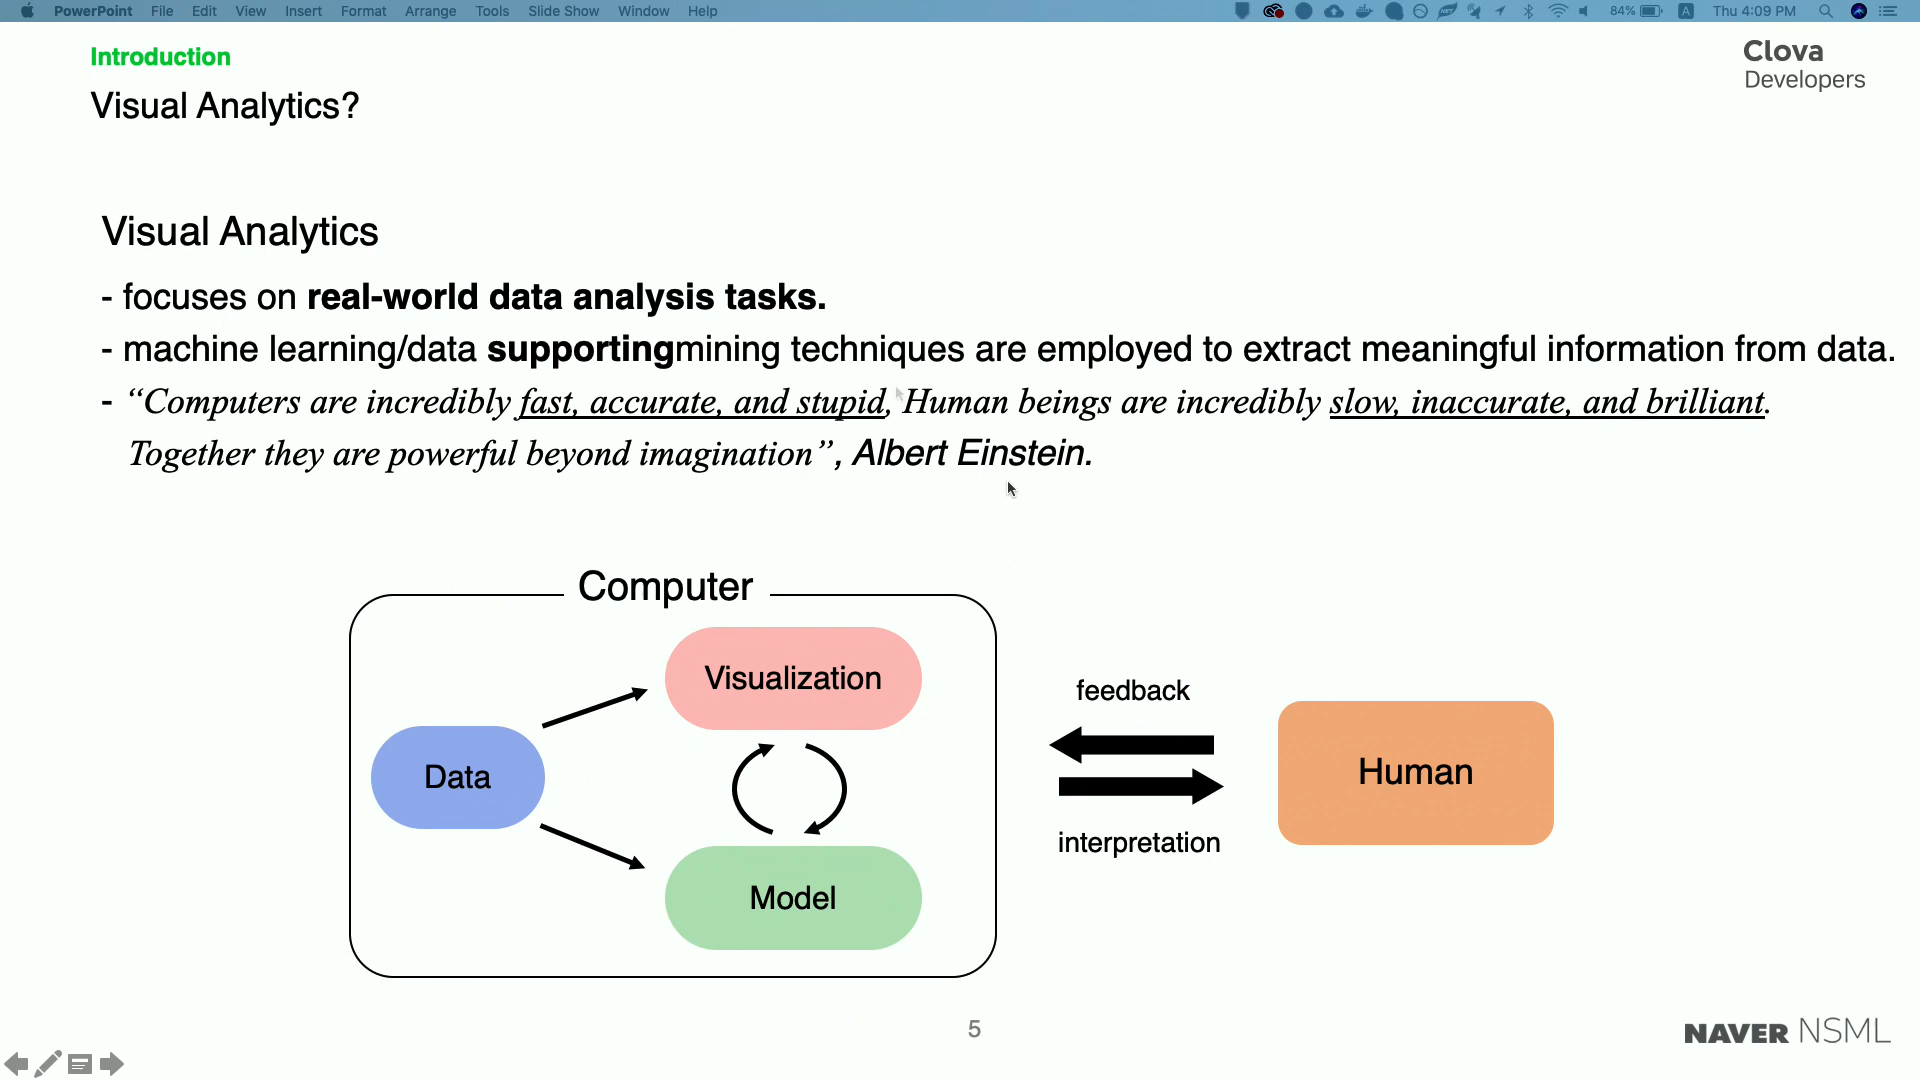 PowerPoint File Edit View Insert Format Arrange Tools Slide Show Window Help 84% A Thu 4:09 PM
Introduction
Clova
Developers
Visual Analytics?
Visual Analytics
- focuses on real-world data analysis tasks.
- machine learning/data supportingmining techniques are employed to extract meaningful information from data.
- “Computers are incredibly fast, accurate, and stupid, Human beings are incredibly slow, inaccurate, and brilliant.
Together they are powerful beyond imagination”, Albert Einstein.
Computer
Visualization
feedback
Data
Human
interpretation
Model
5
NAVER NSML